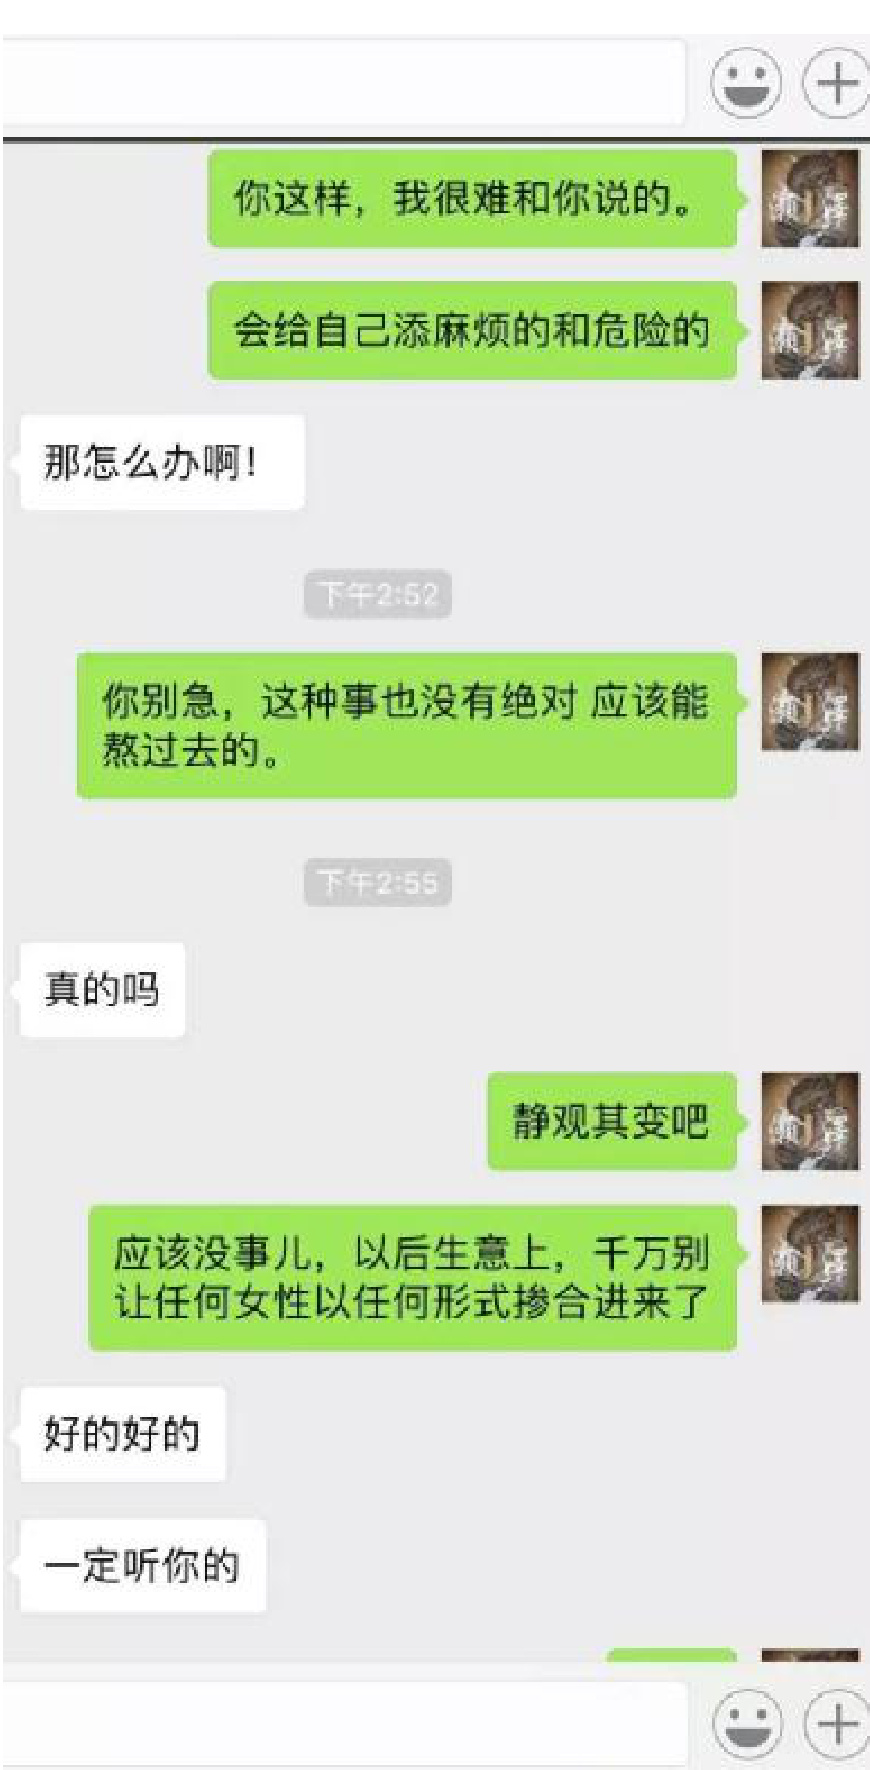 你这样，我很难和你说的。
会给自己添麻烦的和危险的
那怎么办啊！
下午2:52
你别急，这种事也没有绝对 应该能
熬过去的。
下午2:55
真的吗
静观其变吧
应该没事儿，以后生意上，千万别
让任何女性以任何形式掺合进来了
好的好的
一定听你的